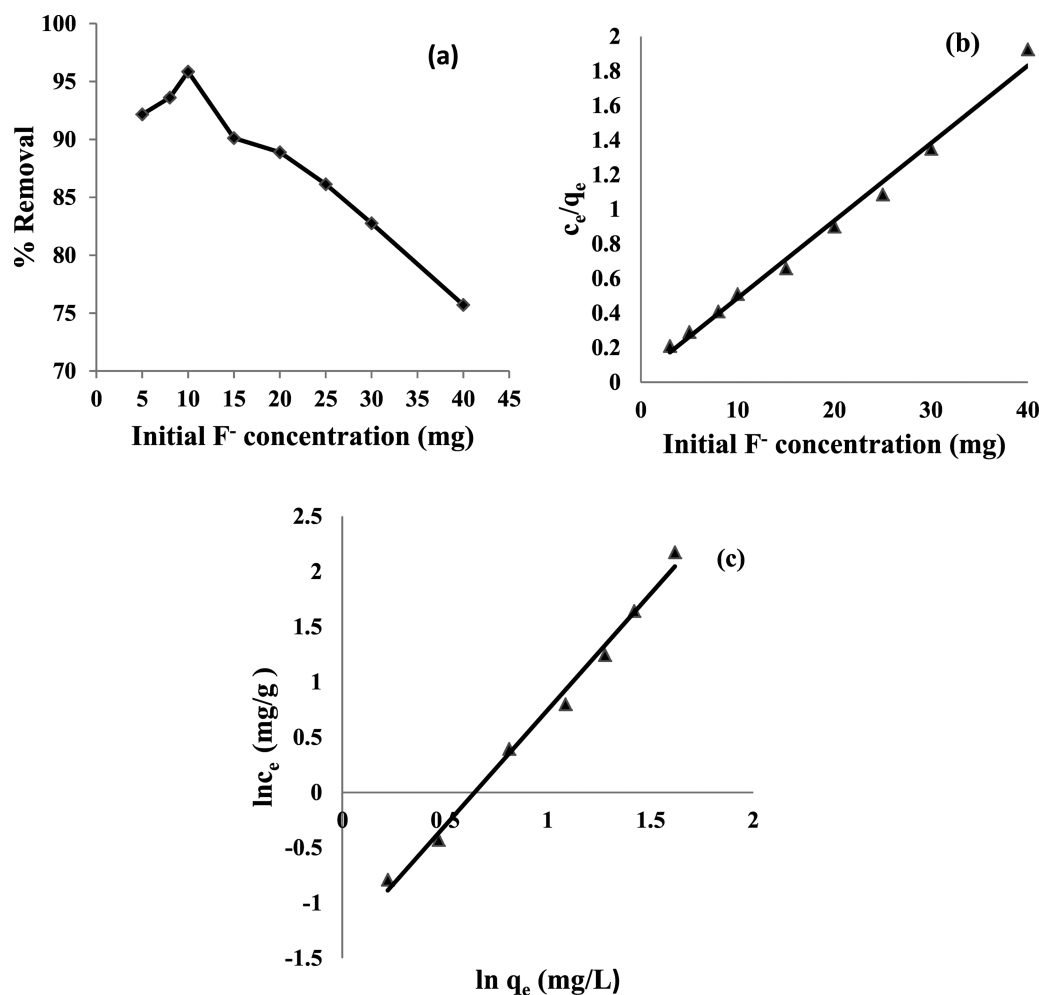 (a)
% Removal
100
95
90
85
80
75
70
0 5 10 15 20 25 30 35 40 45
Initial F⁻ concentration (mg)
(b)
cₑ/qₑ
2
1.8
1.6
1.4
1.2
1
0.8
0.6
0.4
0.2
0
0 10 20 30 40
Initial F⁻ concentration (mg)
(c)
lncₑ (mg/g )
2.5
2
1.5
1
0.5
0
-0.5
-1
-1.5
0 0.5 1 1.5 2
ln qₑ (mg/L)